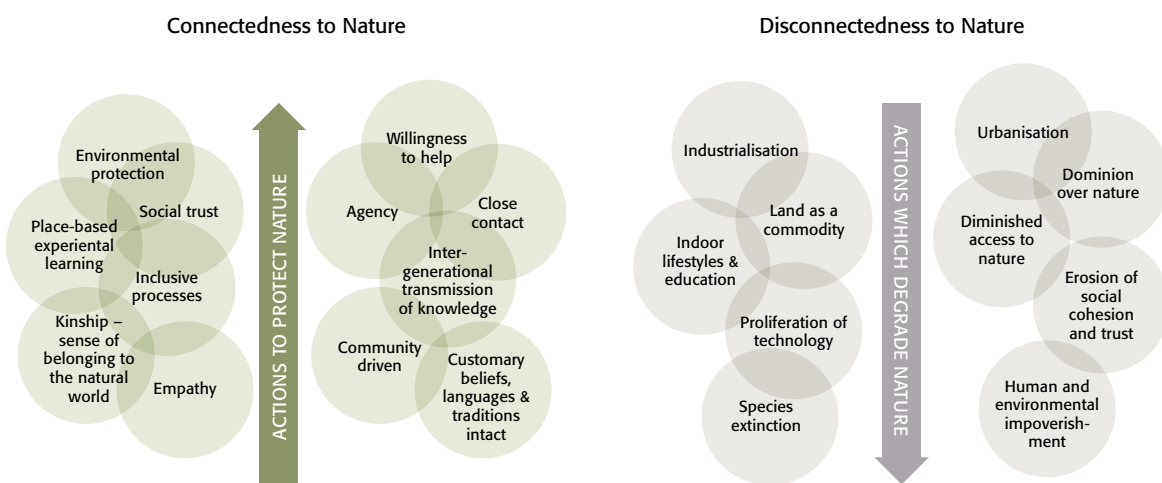 Connectedness to Nature
Environmental
protection
Social trust
Place-based
experiental
learning
Inclusive
processes
Kinship –
sense of
belonging to
the natural
world
Empathy
ACTIONS TO PROTECT NATURE
Willingness
to help
Agency
Close
contact
Inter-
generational
transmission
of knowledge
Community
driven
Customary
beliefs,
languages &
traditions
intact
Disconnectedness to Nature
Industrialisation
Land as a
commodity
Indoor
lifestyles &
education
Proliferation of
technology
Species
extinction
ACTIONS WHICH DEGRADE NATURE
Urbanisation
Dominion
over nature
Diminished
access to
nature
Erosion of
social
cohesion
and trust
Human and
environmental
impoverish-
ment